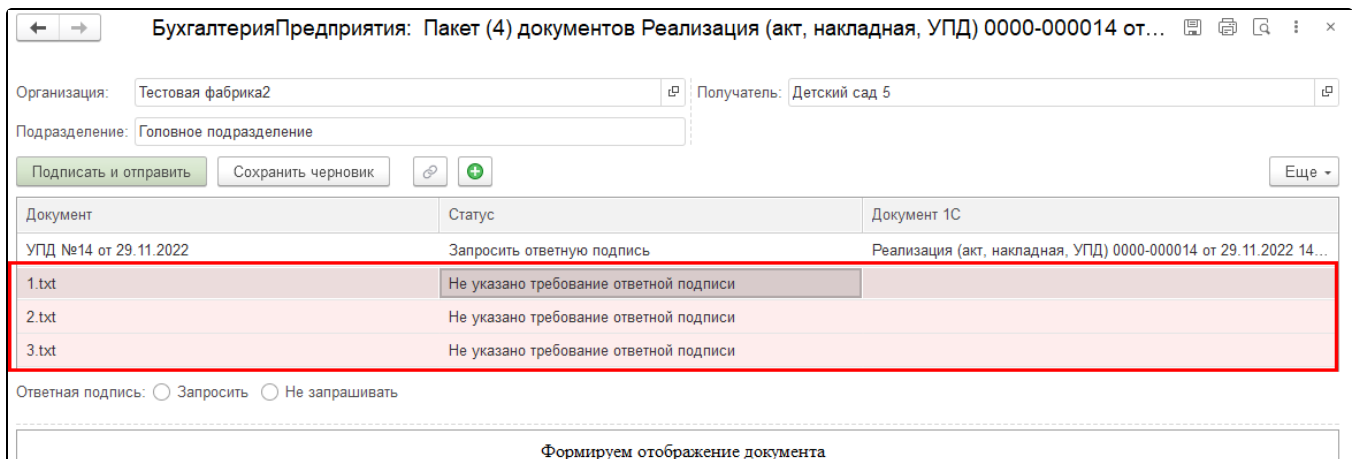 БухгалтерияПредприятия: Пакет (4) документов Реализация (акт, накладная, УПД) 0000-000014 от...
Организация: Тестовая фабрика2 Получатель: Детский сад 5
Подразделение: Головное подразделение
Подписать и отправить Сохранить черновик Еще
Документ Статус Документ 1С
УПД №14 от 29.11.2022 Запросить ответную подпись Реализация (акт, накладная, УПД) 0000-000014 от 29.11.2022 14...
1.txt Не указано требование ответной подписи
2.txt Не указано требование ответной подписи
3.txt Не указано требование ответной подписи
Ответная подпись: Запросить Не запрашивать
Формируем отображение документа